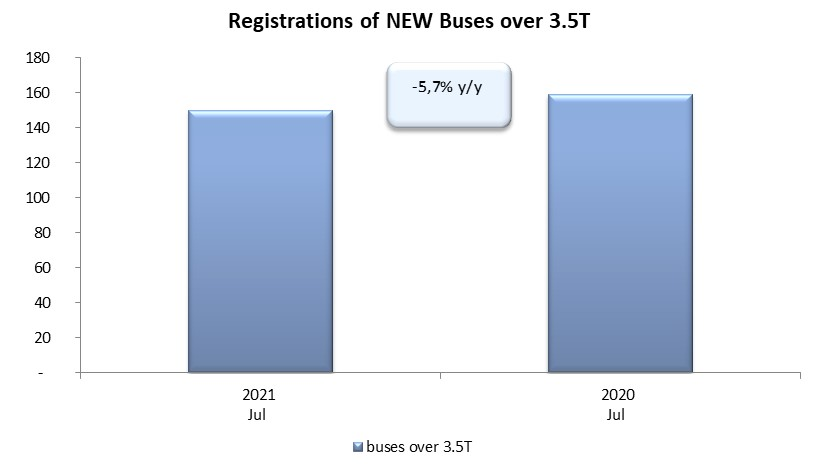 Registrations of NEW Buses over 3.5T
180
160
140
120
100
80
60
40
20
-
-5,7% y/y
2021
Jul
2020
Jul
buses over 3.5T